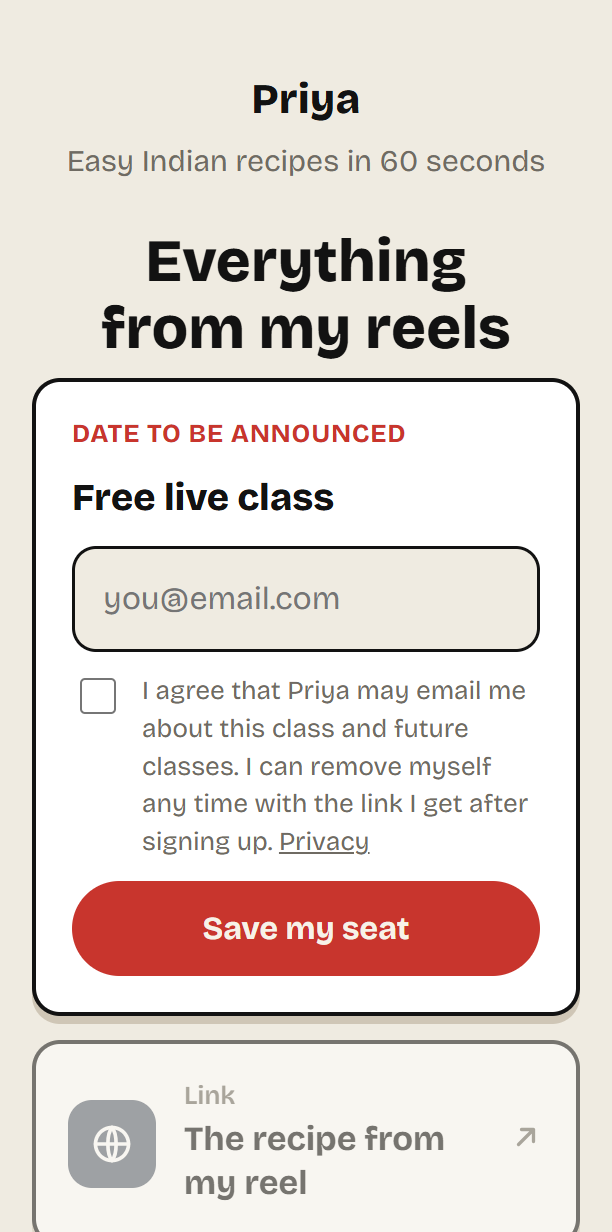 Priya
Easy Indian recipes in 60 seconds
Everything
from my reels
DATE TO BE ANNOUNCED
Free live class
you@email.com
I agree that Priya may email me
about this class and future
classes. I can remove myself
any time with the link I get after
signing up. Privacy
Save my seat
Link
The recipe from
my reel